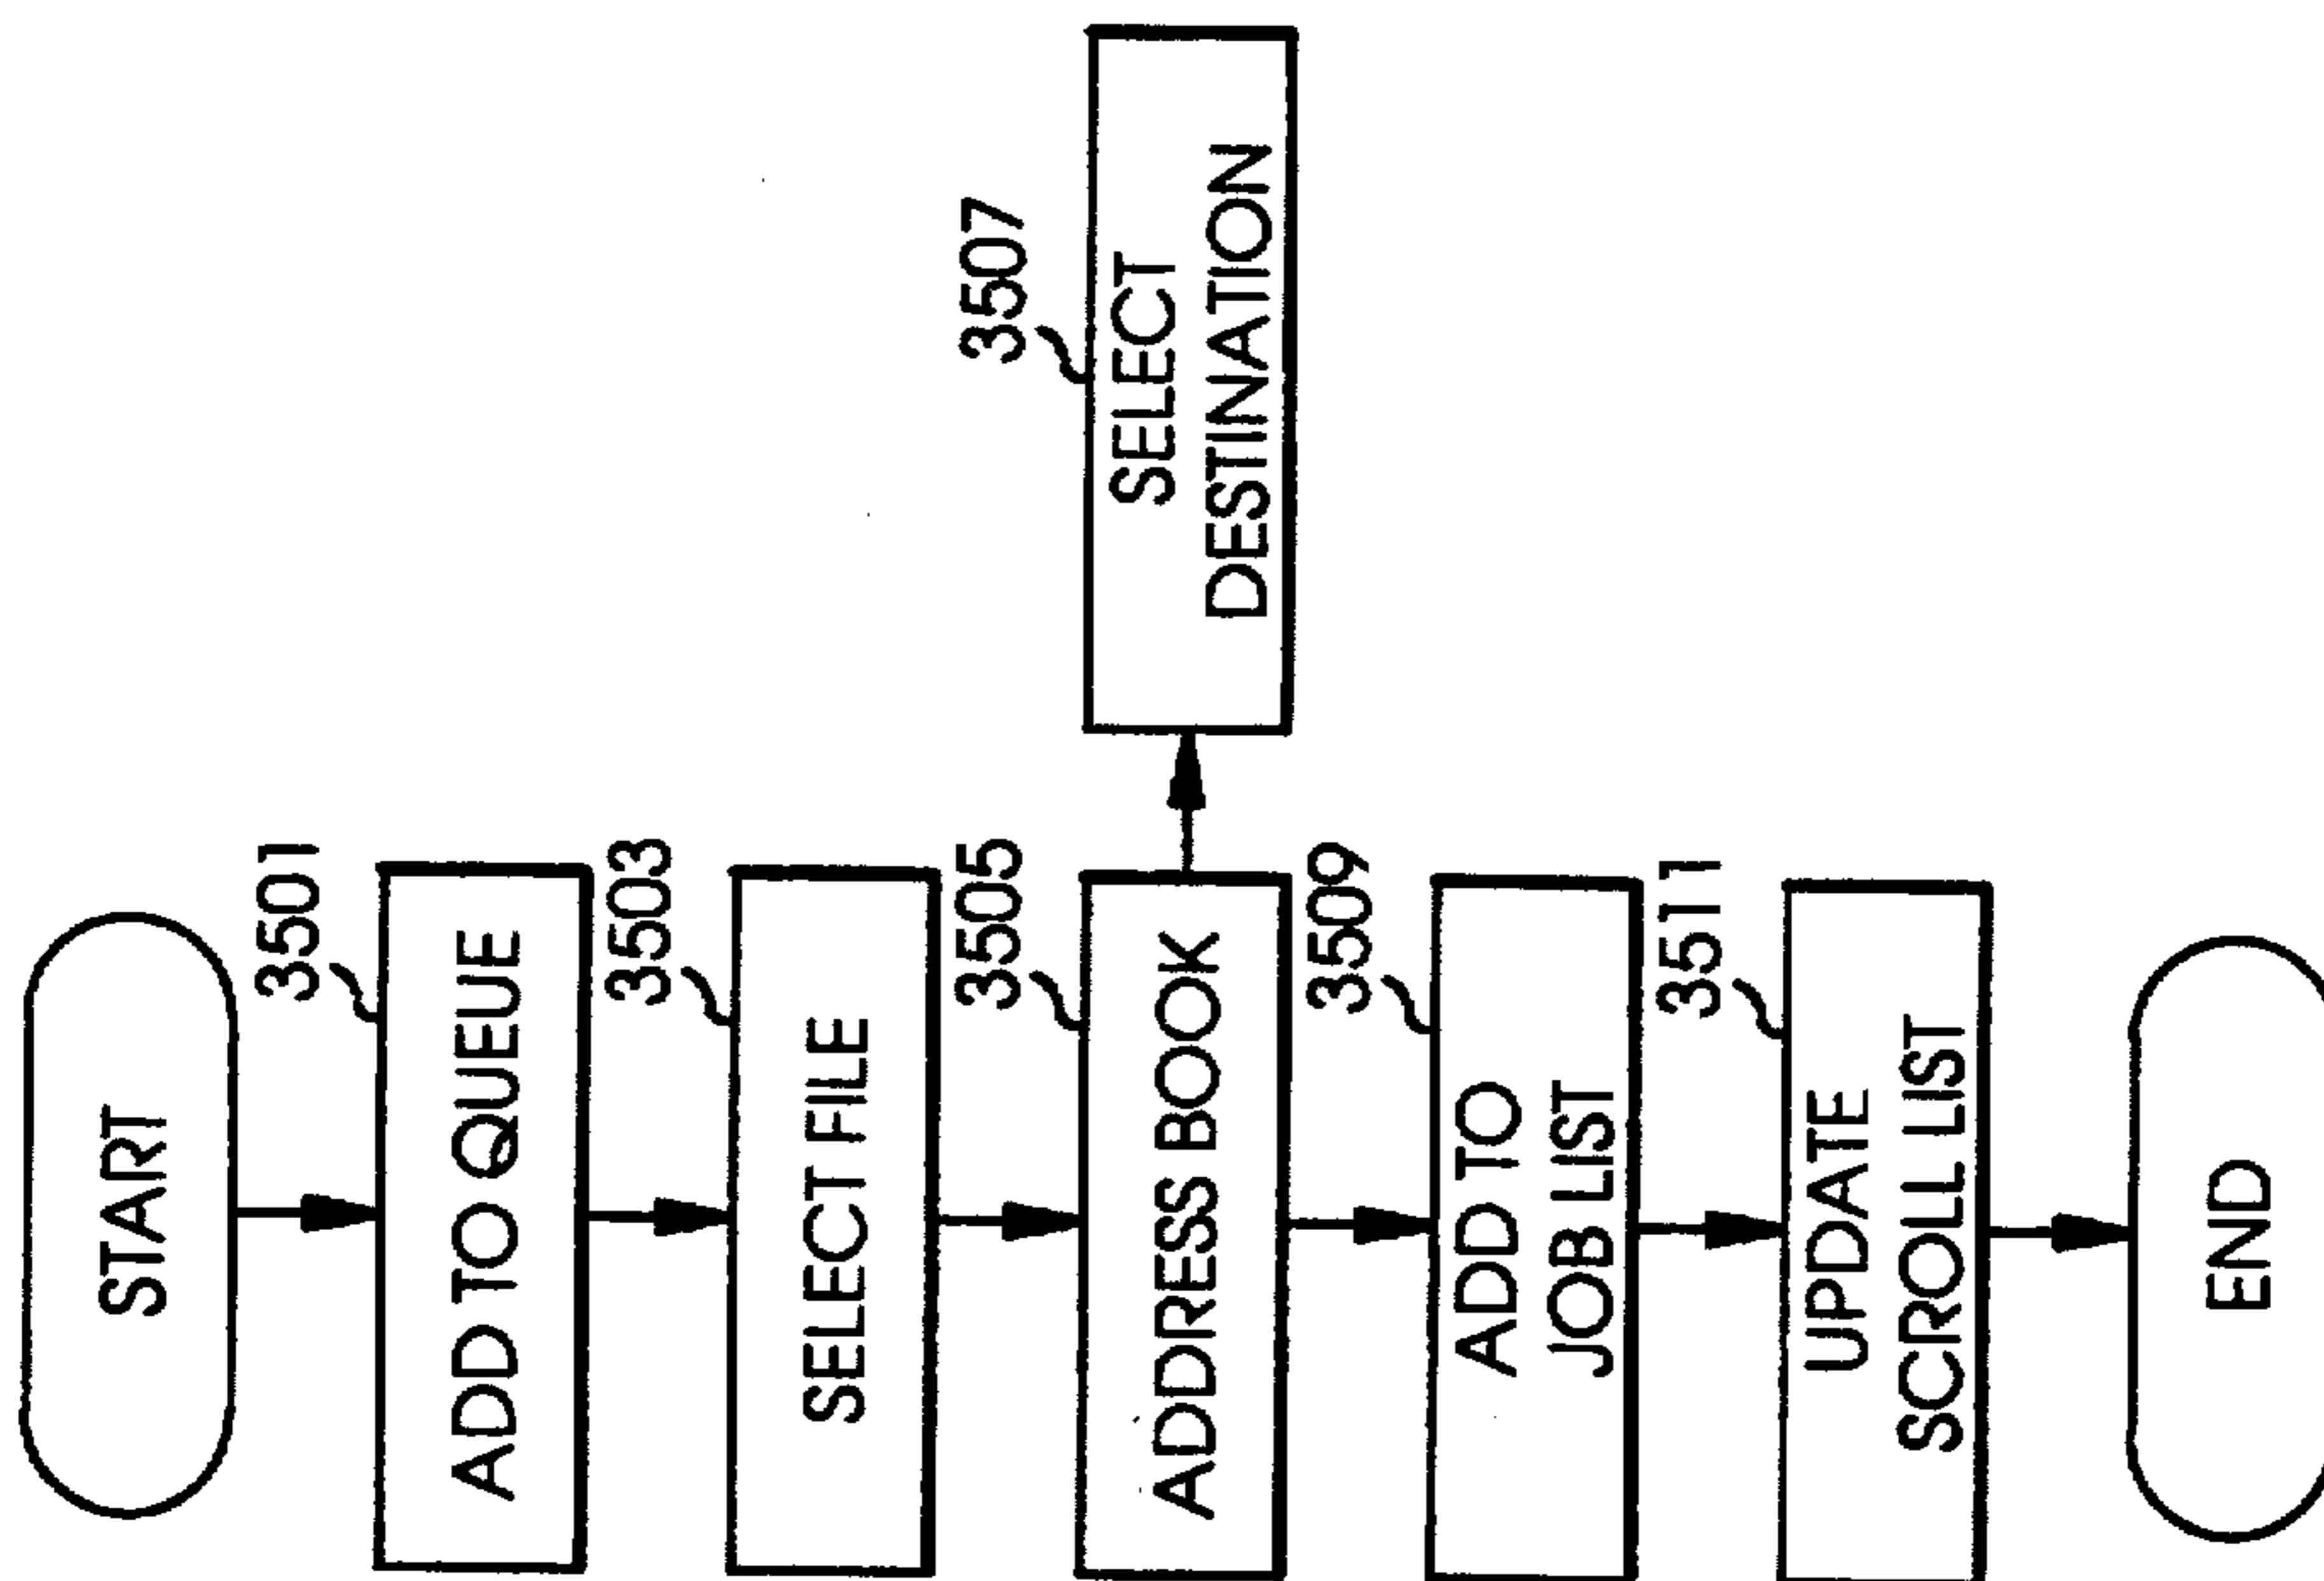 START
3501
ADD TO QUEUE
3503
SELECT FILE
3505
ADDRESS BOOK
3507
SELECT
DESTINATION
3509
ADD TO
JOB LIST
3511
UPDATE
SCROLL LIST
END